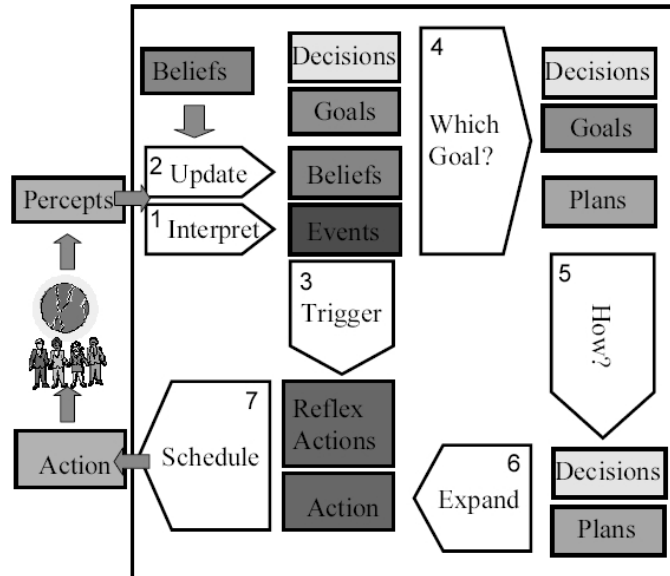 Beliefs
Decisions
Goals
4
Which
Goal?
Decisions
Goals
Plans
Percepts
2 Update
Beliefs
1 Interpret
Events
3
Trigger
5
How?
7
Schedule
Reflex
Actions
Action
6
Expand
Decisions
Plans
Action